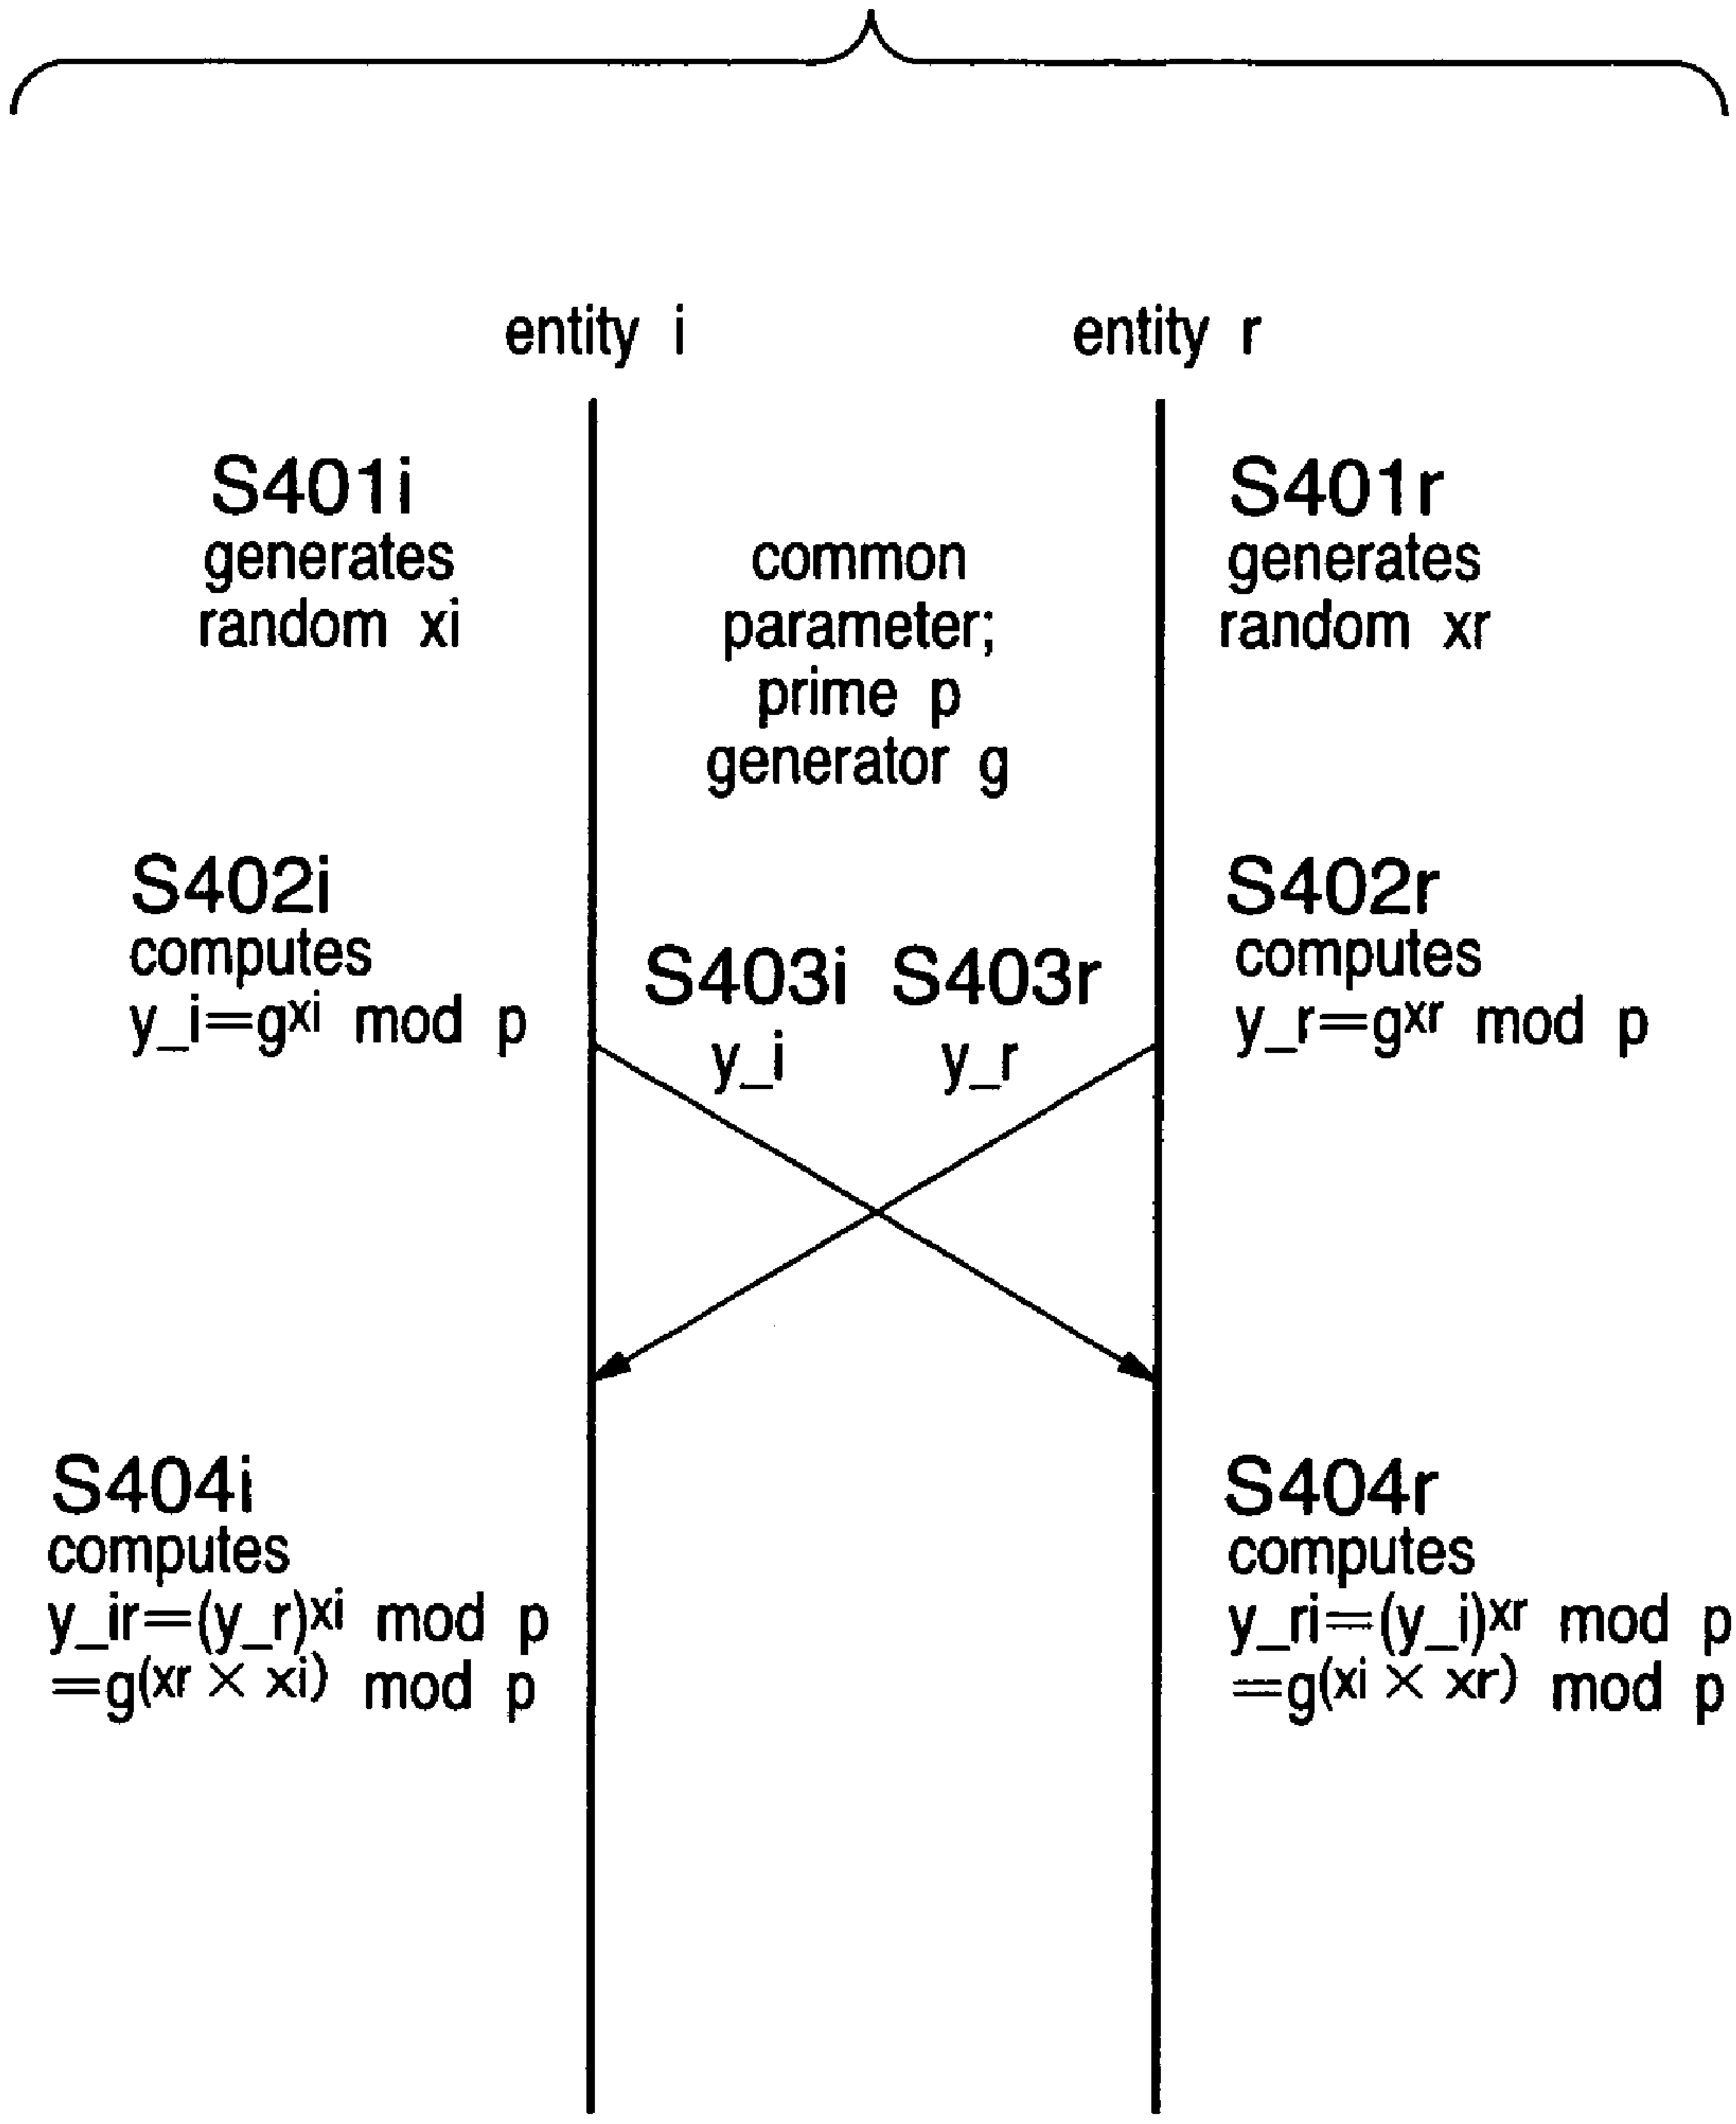 entity i
entity r
S401i
generates
random xi
common
parameter;
prime p
generator g
S401r
generates
random xr
S402i
computes
y_i=g^xi mod p
S403i
y_i
S403r
y_r
S402r
computes
y_r=g^xr mod p
S404i
computes
y_ir=(y_r)^xi mod p
=g^(xr × xi) mod p
S404r
computes
y_ri=(y_i)^xr mod p
=g^(xi × xr) mod p